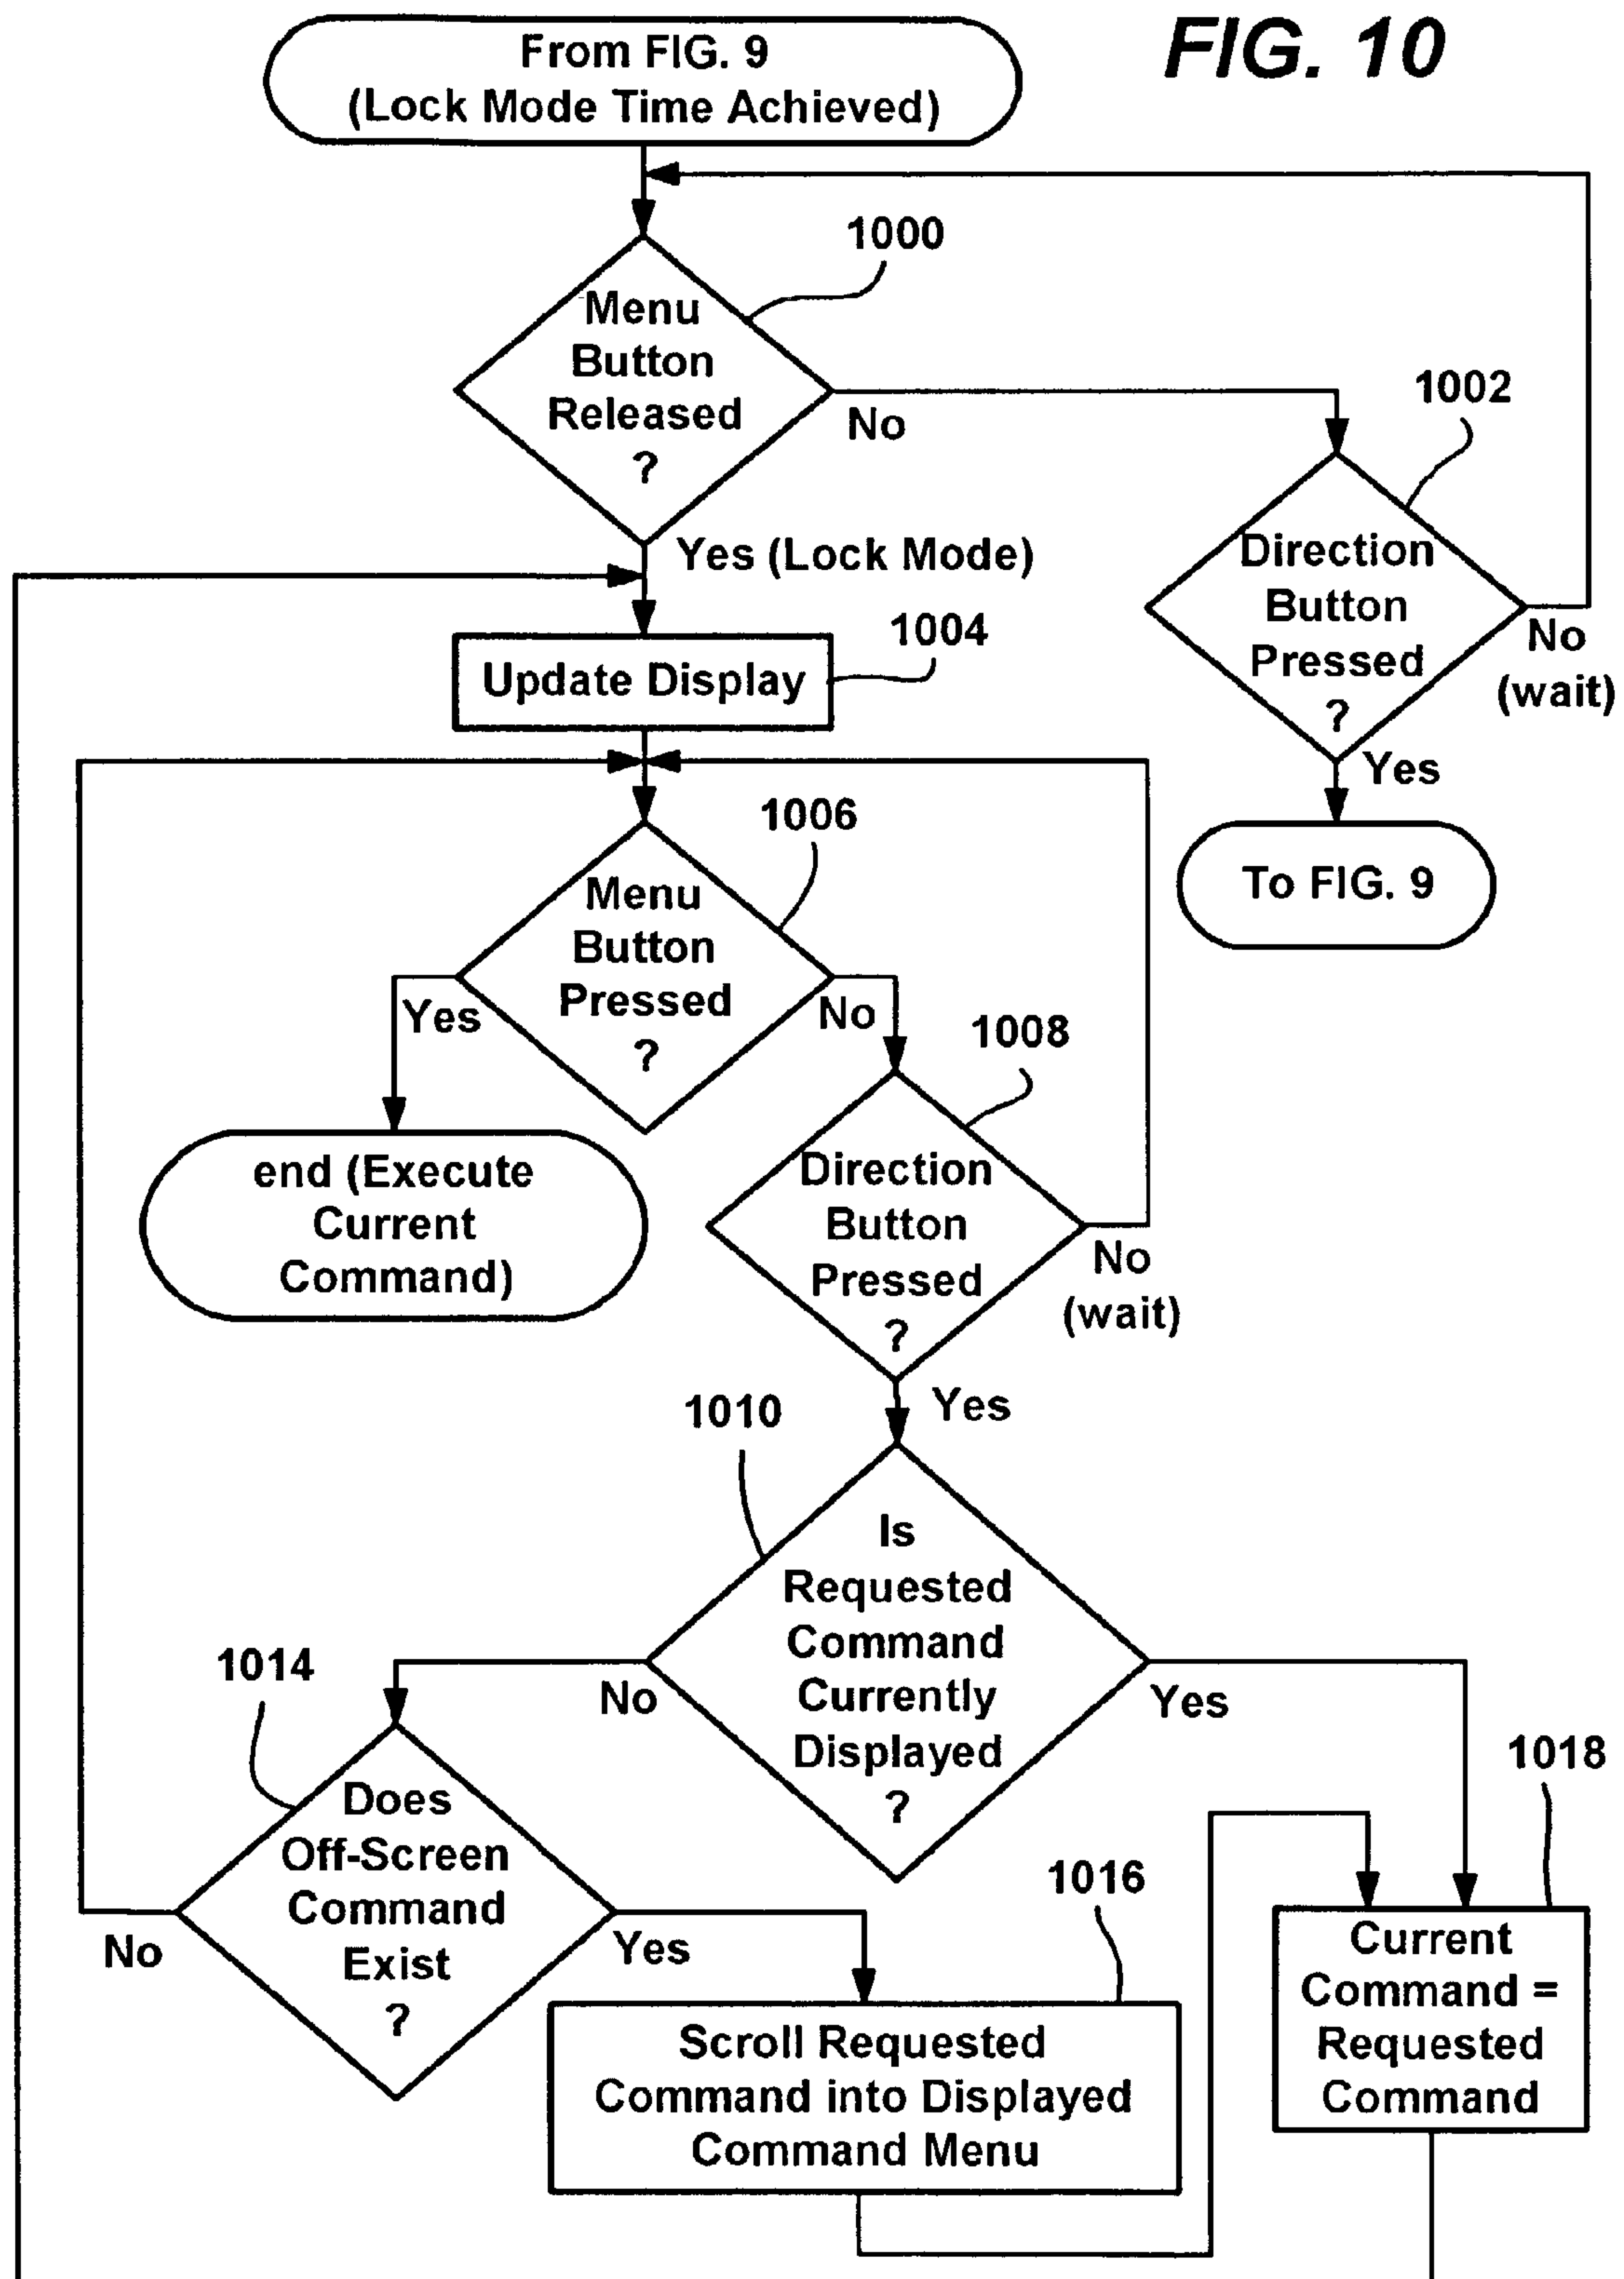 From FIG. 9
(Lock Mode Time Achieved)
FIG. 10
1000
Menu
Button
Released
?
No
1002
Direction
Button
Pressed
?
No
(wait)
Yes
To FIG. 9
Yes (Lock Mode)
1004
Update Display
1006
Menu
Button
Pressed
?
Yes
No
end (Execute
Current
Command)
1008
Direction
Button
Pressed
?
No
(wait)
Yes
1010
Is
Requested
Command
Currently
Displayed
?
No
Yes
1014
Does
Off-Screen
Command
Exist
?
No
Yes
1016
Scroll Requested
Command into Displayed
Command Menu
1018
Current
Command =
Requested
Command